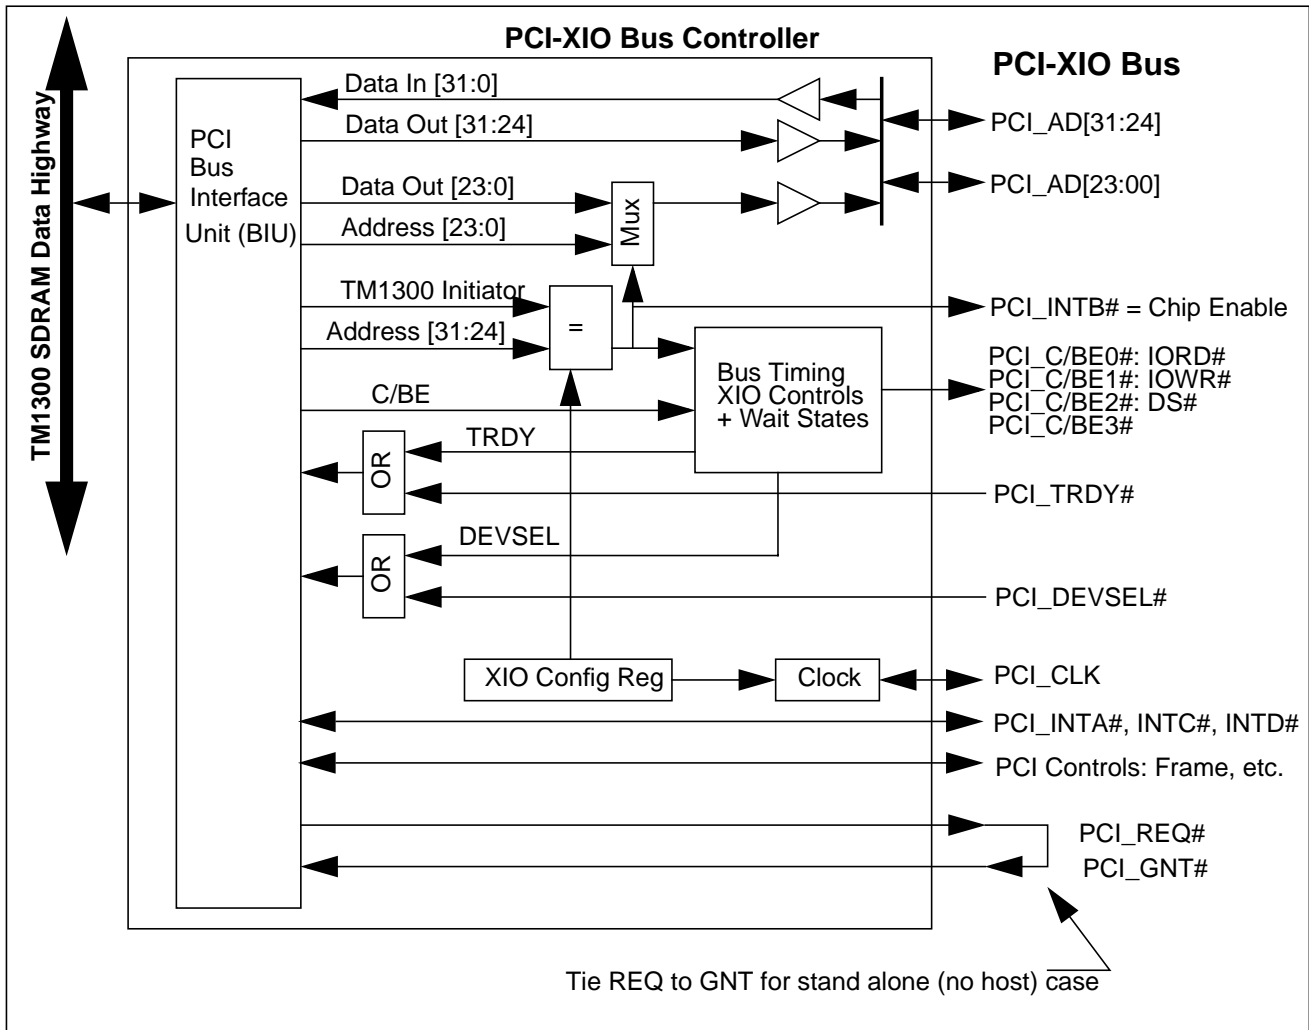 PCI-XIO Bus Controller
PCI-XIO Bus
TM1300 SDRAM Data Highway
PCI
Bus
Interface
Unit (BIU)
Data In [31:0]
Data Out [31:24]
Data Out [23:0]
Address [23:0]
Mux
TM1300 Initiator
Address [31:24]
=
C/BE
TRDY
OR
DEVSEL
OR
Bus Timing
XIO Controls
+ Wait States
XIO Config Reg
Clock
PCI_AD[31:24]
PCI_AD[23:00]
PCI_INTB# = Chip Enable
PCI_C/BE0#: IORD#
PCI_C/BE1#: IOWR#
PCI_C/BE2#: DS#
PCI_C/BE3#
PCI_TRDY#
PCI_DEVSEL#
PCI_CLK
PCI_INTA#, INTC#, INTD#
PCI Controls: Frame, etc.
PCI_REQ#
PCI_GNT#
Tie REQ to GNT for stand alone (no host) case